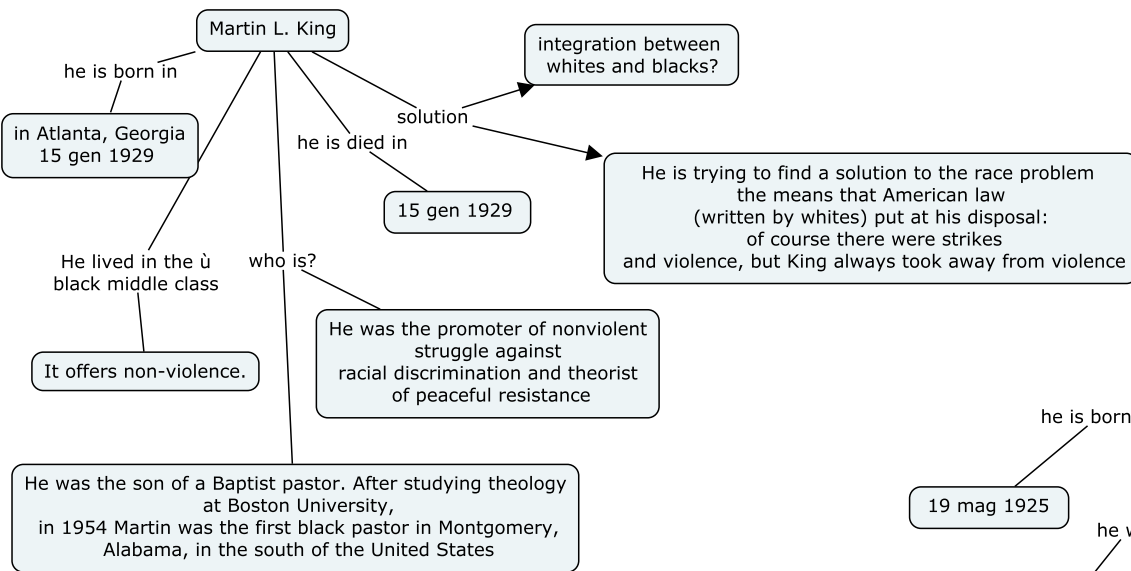 Martin L. King
he is born in
in Atlanta, Georgia
15 gen 1929
He lived in the ù
black middle class
It offers non-violence.
who is?
He was the promoter of nonviolent
struggle against
racial discrimination and theorist
of peaceful resistance
He was the son of a Baptist pastor. After studying theology
at Boston University,
in 1954 Martin was the first black pastor in Montgomery,
Alabama, in the south of the United States
he is died in
15 gen 1929
solution
integration between
whites and blacks?
He is trying to find a solution to the race problem
the means that American law
(written by whites) put at his disposal:
of course there were strikes
and violence, but King always took away from violence
he is born
19 mag 1925
he